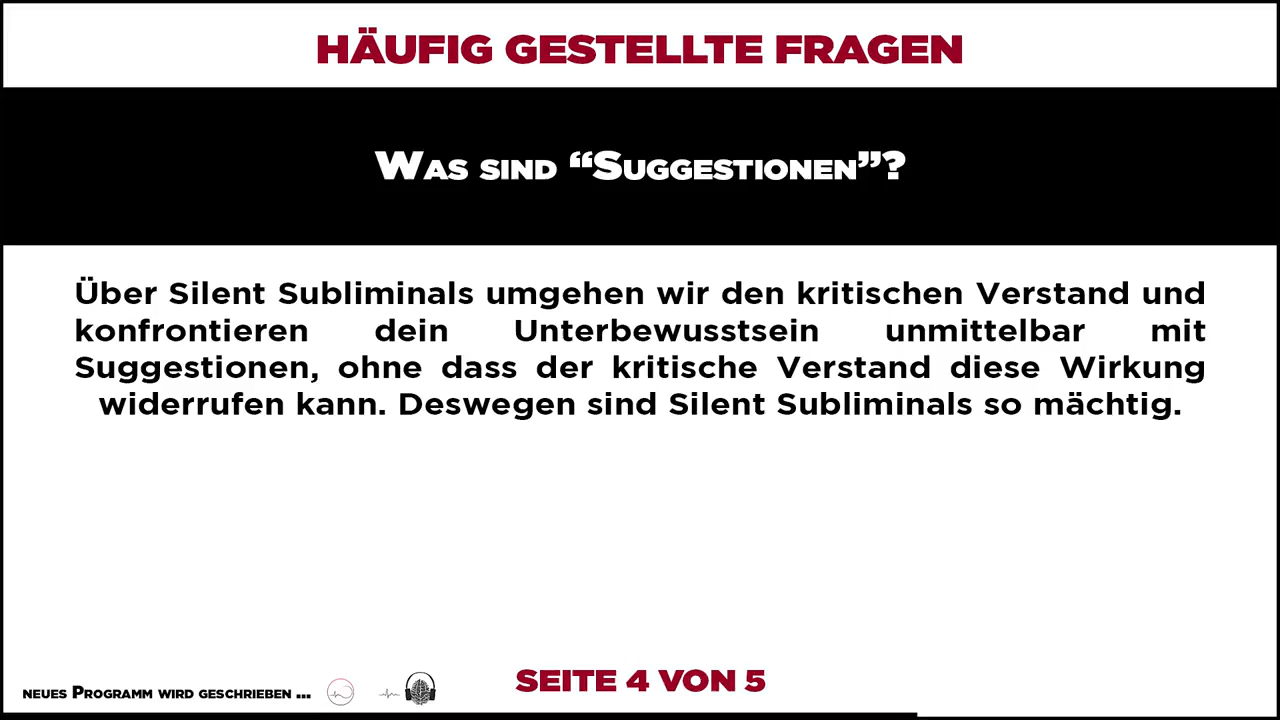 HÄUFIG GESTELLTE FRAGEN
WAS SIND “SUGGESTIONEN”?
Über Silent Subliminals umgehen wir den kritischen Verstand und
konfrontieren dein Unterbewusstsein unmittelbar mit
Suggestionen, ohne dass der kritische Verstand diese Wirkung
widerrufen kann. Deswegen sind Silent Subliminals so mächtig.
SEITE 4 VON 5
NEUES PROGRAMM WIRD GESCHRIEBEN ...